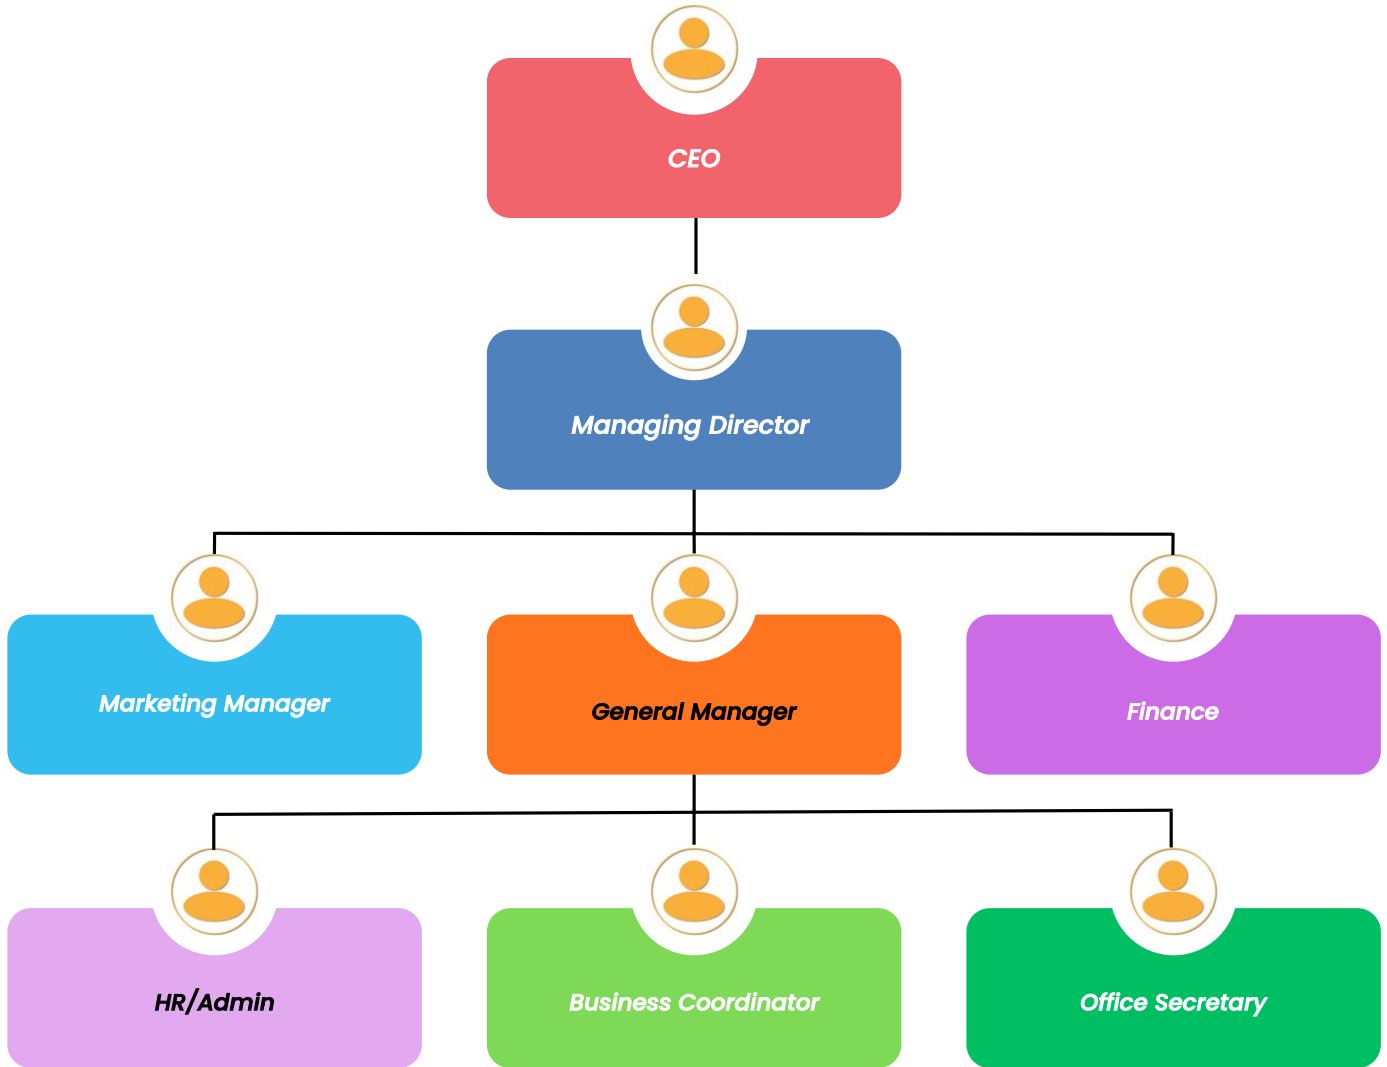 CEO
Managing Director
Marketing Manager
General Manager
Finance
HR/Admin
Business Coordinator
Office Secretary